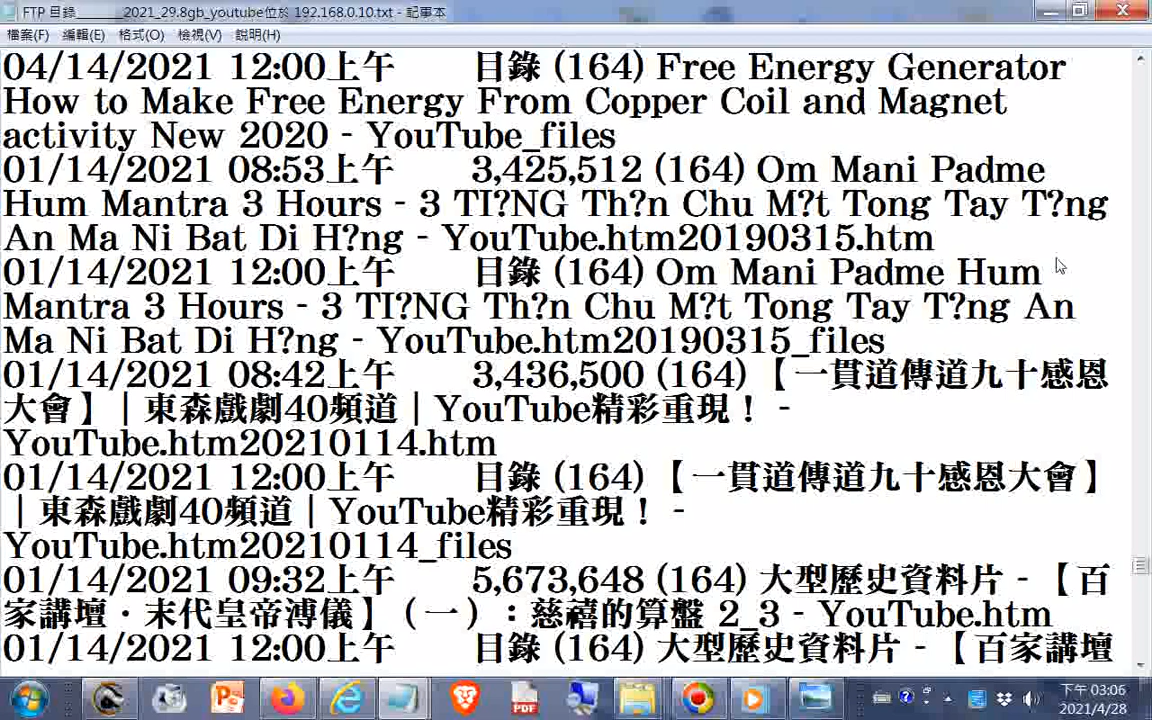 FTP 目錄_______2021_29.8gb_youtube位於 192.168.0.10.txt - 記事本
檔案(F) 編輯(E) 格式(O) 檢視(V) 說明(H)
04/14/2021 12:00上午 目錄 (164) Free Energy Generator
How to Make Free Energy From Copper Coil and Magnet
activity New 2020 - YouTube_files
01/14/2021 08:53上午 3,425,512 (164) Om Mani Padme
Hum Mantra 3 Hours - 3 TI?NG Th?n Chu M?t Tong Tay T?ng
An Ma Ni Bat Di H?ng - YouTube.htm20190315.htm
01/14/2021 12:00上午 目錄 (164) Om Mani Padme Hum
Mantra 3 Hours - 3 TI?NG Th?n Chu M?t Tong Tay T?ng An
Ma Ni Bat Di H?ng - YouTube.htm20190315_files
01/14/2021 08:42上午 3,436,500 (164) 【一貫道傳道九十感恩
大會】｜東森戲劇40頻道｜YouTube精彩重現！ -
YouTube.htm20210114.htm
01/14/2021 12:00上午 目錄 (164) 【一貫道傳道九十感恩大會】
｜東森戲劇40頻道｜YouTube精彩重現！ -
YouTube.htm20210114_files
01/14/2021 09:32上午 5,673,648 (164) 大型歷史資料片 - 【百
家講壇．末代皇帝溥儀】（一）：慈禧的算盤 2_3 - YouTube.htm
01/14/2021 12:00上午 目錄 (164) 大型歷史資料片 - 【百家講壇
下午 03:06
2021/4/28